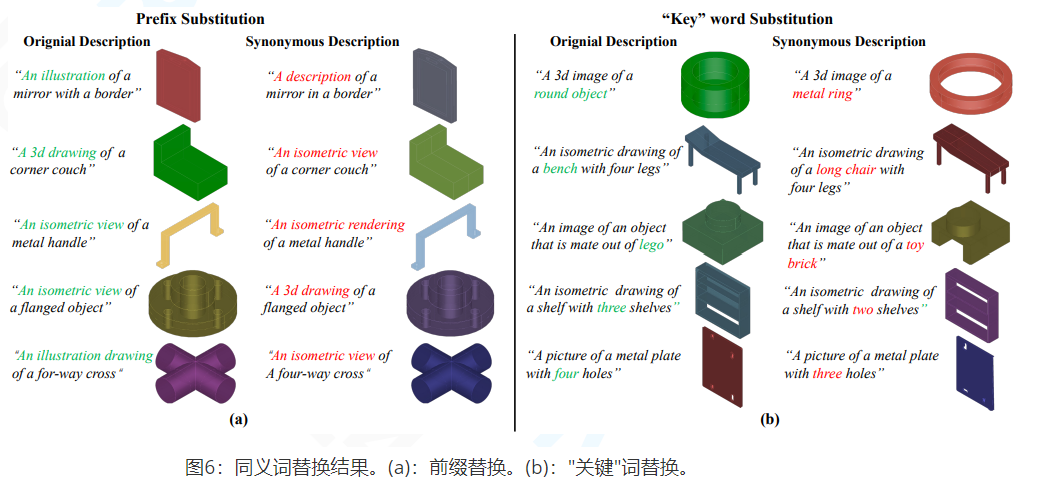 Prefix Substitution
Orignial Description
Synonymous Description
“An illustration of a
mirror with a border”
“A description of a
mirror in a border”
“A 3d drawing of a
corner couch”
“An isometric view
of a corner couch”
“An isometric view of a
metal handle”
“An isometric rendering
of a metal handle”
“An isometric view of
a flanged object”
“A 3d drawing of a
flanged object”
“An illustration drawing
of a for-way cross“
“An isometric view of
A four-way cross“
(a)
“Key” word Substitution
Orignial Description
Synonymous Description
“A 3d image of a
round object”
“A 3d image of a
metal ring”
“An isometric drawing of
a bench with four legs”
“An isometric drawing
of a long chair with
four legs”
“An image of an object
that is mate out of lego”
“An image of an object
that is mate out of a toy
brick”
“An isometric drawing of
a shelf with three shelves”
“An isometric drawing of
a shelf with two shelves”
“A picture of a metal plate
with four holes”
“A picture of a metal plate
with three holes”
(b)
图6：同义词替换结果。(a)：前缀替换。(b)："关键"词替换。